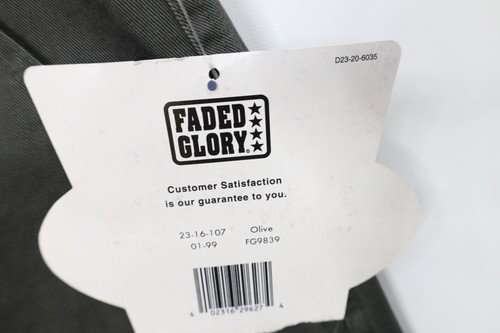 D23-20-6035
FADED
GLORY®
Customer Satisfaction
is our guarantee to you.
23-16-107 Olive
01-99 FG9839
4 02316 29627 4